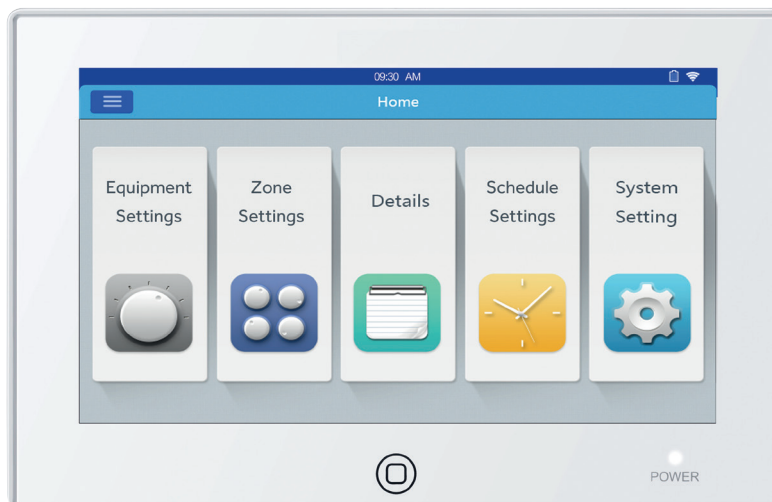 09:30 AM
Home
Equipment
Settings
Zone
Settings
Details
Schedule
Settings
System
Setting
POWER